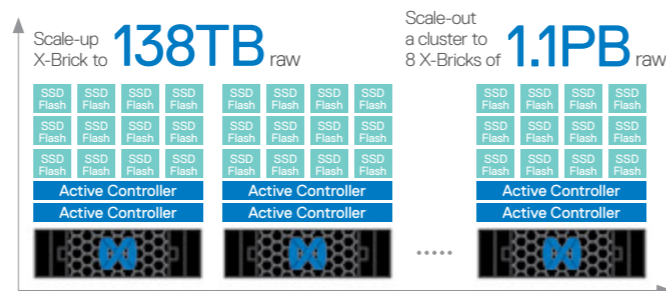 Scale-up
X-Brick to 138TB raw
Scale-out
a cluster to
8 X-Bricks of 1.1PB raw
SSD Flash SSD Flash SSD Flash SSD Flash
SSD Flash SSD Flash SSD Flash SSD Flash
SSD Flash SSD Flash SSD Flash SSD Flash
Active Controller
Active Controller
SSD Flash SSD Flash SSD Flash SSD Flash
SSD Flash SSD Flash SSD Flash SSD Flash
SSD Flash SSD Flash SSD Flash SSD Flash
Active Controller
Active Controller
SSD Flash SSD Flash SSD Flash SSD Flash
SSD Flash SSD Flash SSD Flash SSD Flash
SSD Flash SSD Flash SSD Flash SSD Flash
Active Controller
Active Controller